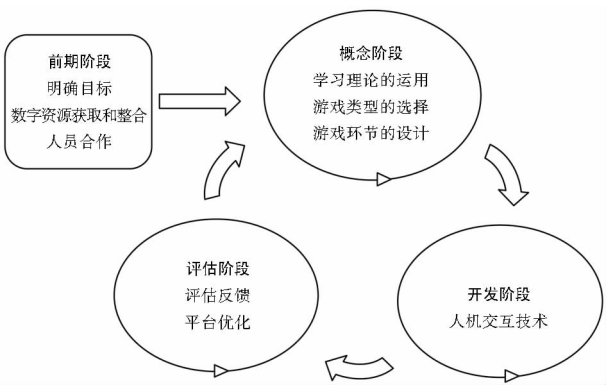 前期阶段
明确目标
数字资源获取和整合
人员合作
概念阶段
学习理论的运用
游戏类型的选择
游戏环节的设计
开发阶段
人机交互技术
评估阶段
评估反馈
平台优化